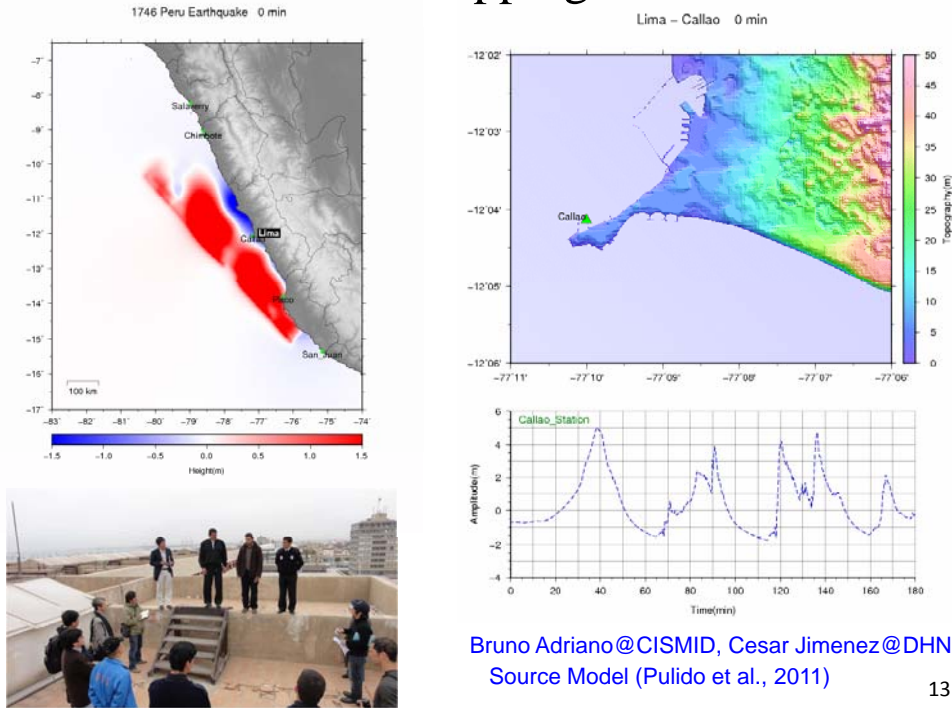 pping
1746 Peru Earthquake 0 min
-7°
-8°
-9°
-10°
-11°
-12°
-13°
-14°
-15°
-16°
-17°
Salaverry
Chimbote
Lima
Callao
Pisco
San_Juan
100 km
-83° -82° -81° -80° -79° -78° -77° -76° -75° -74°
-1.5 -1.0 -0.5 0.0 0.5 1.0 1.5
Height(m)
Lima – Callao 0 min
-12°02'
-12°03'
-12°04'
-12°05'
-12°06'
Callao
-77°11' -77°10' -77°09' -77°08' -77°07' -77°06'
50
45
40
35
30
25
20
15
10
5
0
Topography(m)
Callao_Station
6
4
2
0
-2
-4
Amplitude(m)
0 20 40 60 80 100 120 140 160 180
Time(min)
Bruno Adriano@CISMID, Cesar Jimenez@DHN
Source Model (Pulido et al., 2011)
13